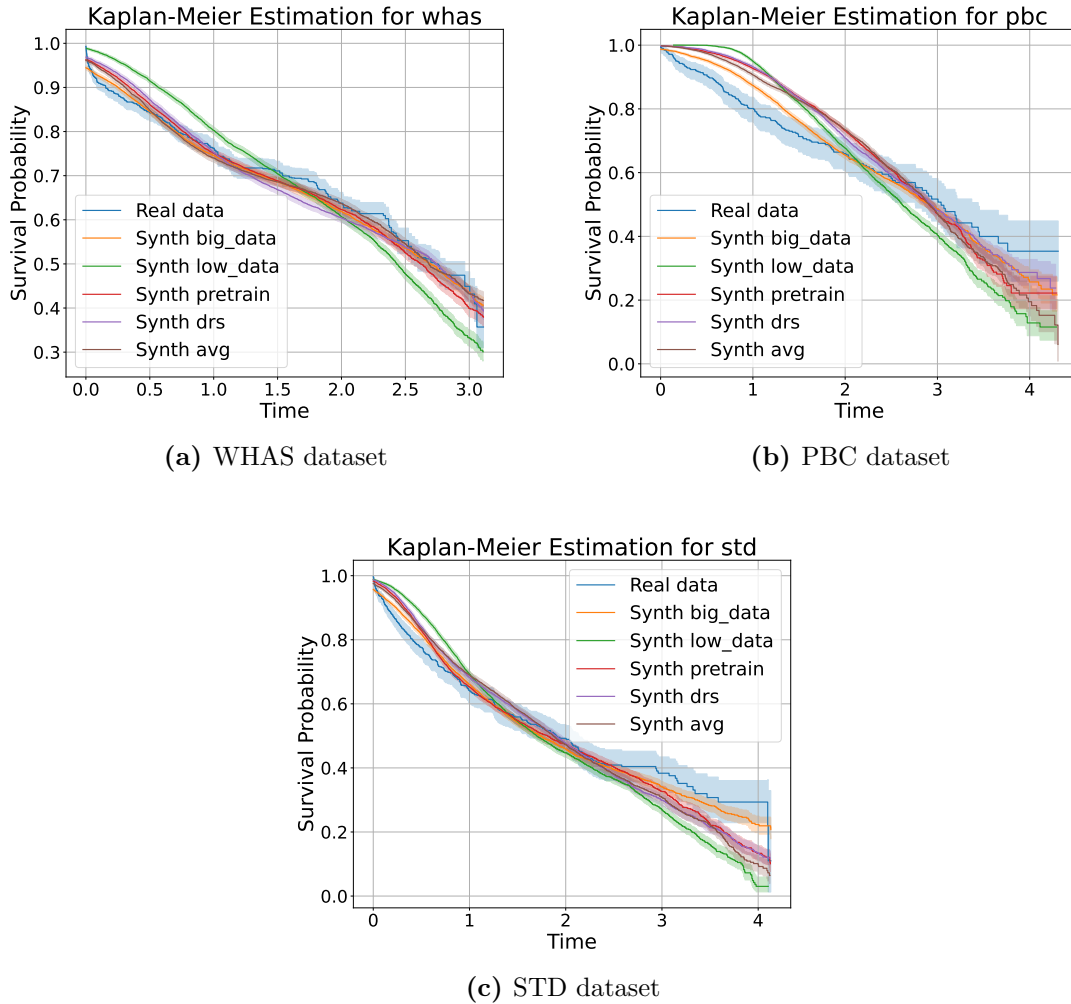 Kaplan-Meier Estimation for whas
Survival Probability
1.0
0.9
0.8
0.7
0.6
0.5
0.4
0.3
Real data
Synth big_data
Synth low_data
Synth pretrain
Synth drs
Synth avg
0.0 0.5 1.0 1.5 2.0 2.5 3.0
Time
(a) WHAS dataset
Kaplan-Meier Estimation for pbc
Survival Probability
1.0
0.8
0.6
0.4
0.2
0.0
Real data
Synth big_data
Synth low_data
Synth pretrain
Synth drs
Synth avg
0 1 2 3 4
Time
(b) PBC dataset
Kaplan-Meier Estimation for std
Survival Probability
1.0
0.8
0.6
0.4
0.2
0.0
Real data
Synth big_data
Synth low_data
Synth pretrain
Synth drs
Synth avg
0 1 2 3 4
Time
(c) STD dataset